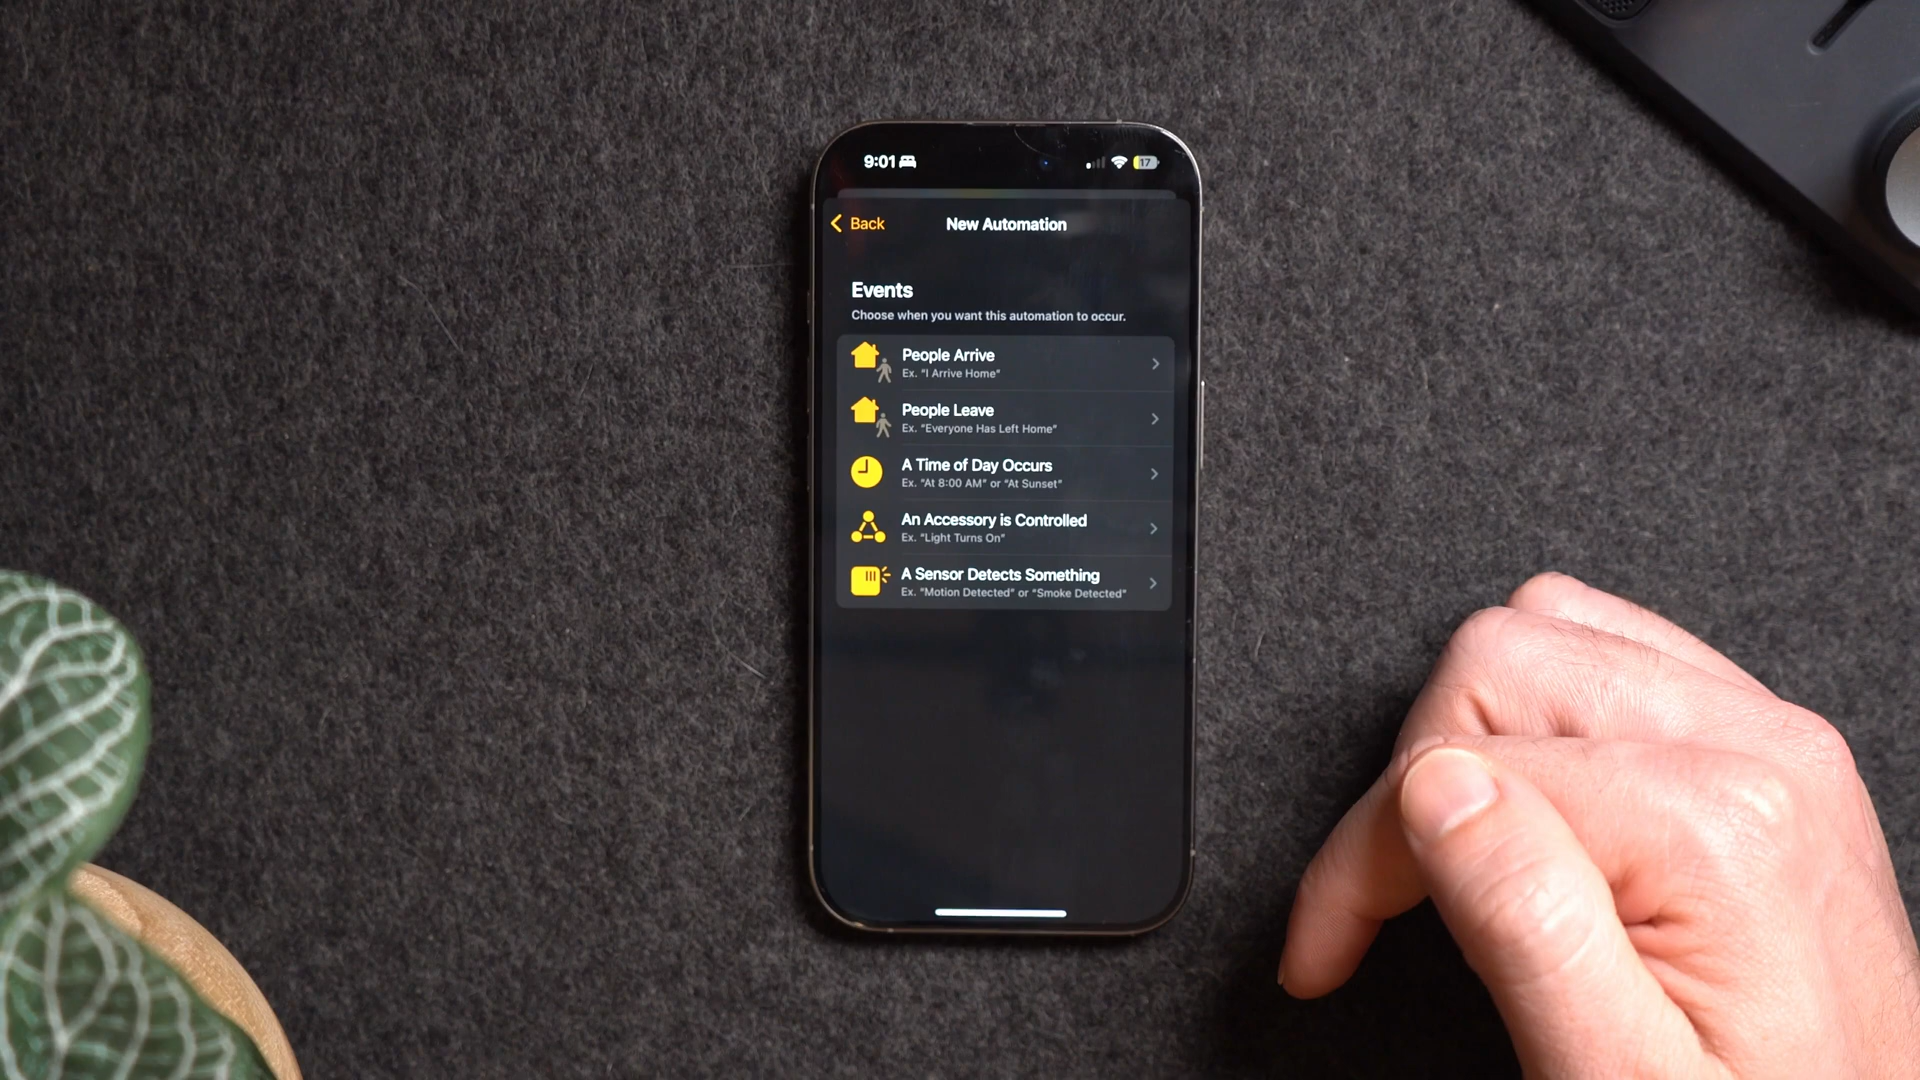 9:01
17
Back
New Automation
Events
Choose when you want this automation to occur.
People Arrive
Ex. "I Arrive Home"
People Leave
Ex. "Everyone Has Left Home"
A Time of Day Occurs
Ex. "At 8:00 AM" or "At Sunset"
An Accessory is Controlled
Ex. "Light Turns On"
A Sensor Detects Something
Ex. "Motion Detected" or "Smoke Detected"